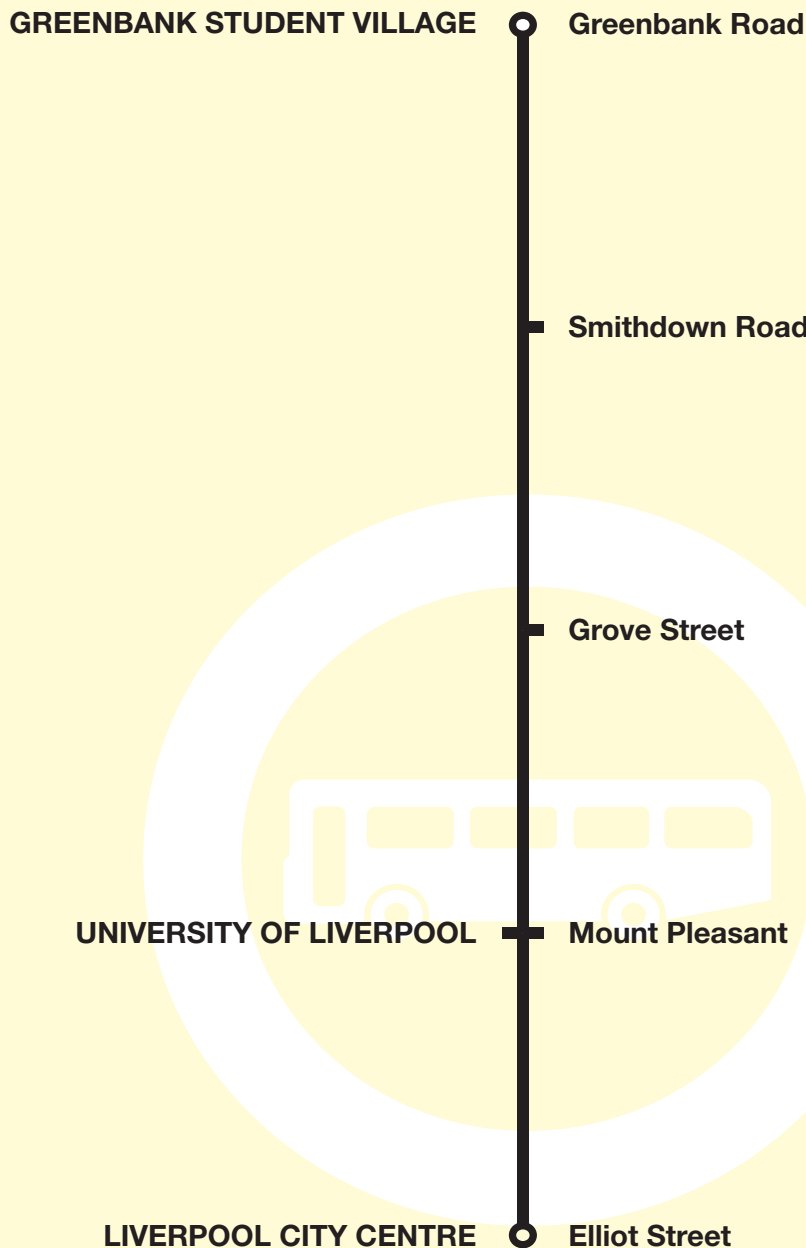 GREENBANK STUDENT VILLAGE Greenbank Road
Smithdown Road
Grove Street
UNIVERSITY OF LIVERPOOL Mount Pleasant
LIVERPOOL CITY CENTRE Elliot Street